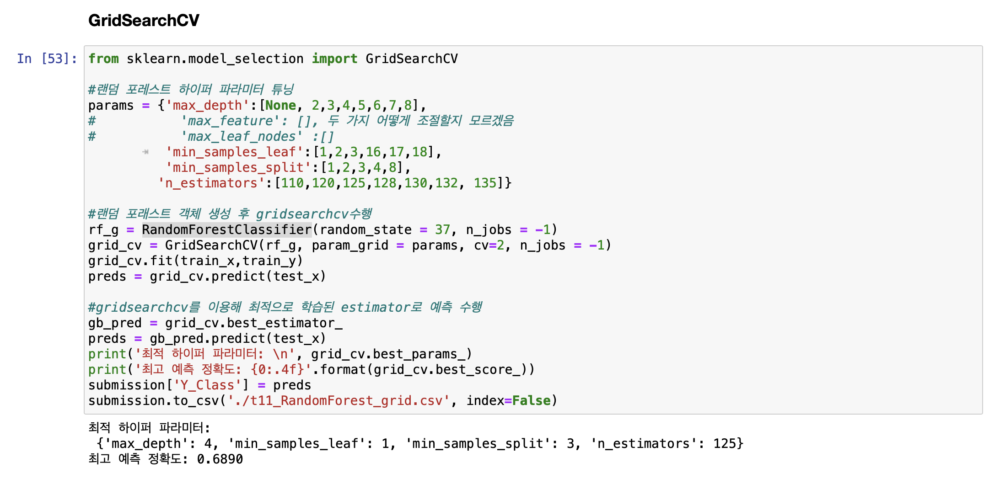 GridSearchCV
In [53]:
from sklearn.model_selection import GridSearchCV
#랜덤 포레스트 하이퍼 파라미터 튜닝
params = {'max_depth':[None, 2,3,4,5,6,7,8],
#           'max_feature': [], 두 가지 어떻게 조절할지 모르겠음
#           'max_leaf_nodes' :[]
          'min_samples_leaf':[1,2,3,16,17,18],
          'min_samples_split':[1,2,3,4,8],
         'n_estimators':[110,120,125,128,130,132, 135]}
#랜덤 포래스트 객체 생성 후 gridsearchcv수행
rf_g = RandomForestClassifier(random_state = 37, n_jobs = -1)
grid_cv = GridSearchCV(rf_g, param_grid = params, cv=2, n_jobs = -1)
grid_cv.fit(train_x,train_y)
preds = grid_cv.predict(test_x)
#gridsearchcv를 이용해 최적으로 학습된 estimator로 예측 수행
gb_pred = grid_cv.best_estimator_
preds = gb_pred.predict(test_x)
print('최적 하이퍼 파라미터: \n', grid_cv.best_params_)
print('최고 예측 정확도: {0:.4f}'.format(grid_cv.best_score_))
submission['Y_Class'] = preds
submission.to_csv('./t11_RandomForest_grid.csv', index=False)
최적 하이퍼 파라미터:
 {'max_depth': 4, 'min_samples_leaf': 1, 'min_samples_split': 3, 'n_estimators': 125}
최고 예측 정확도: 0.6890